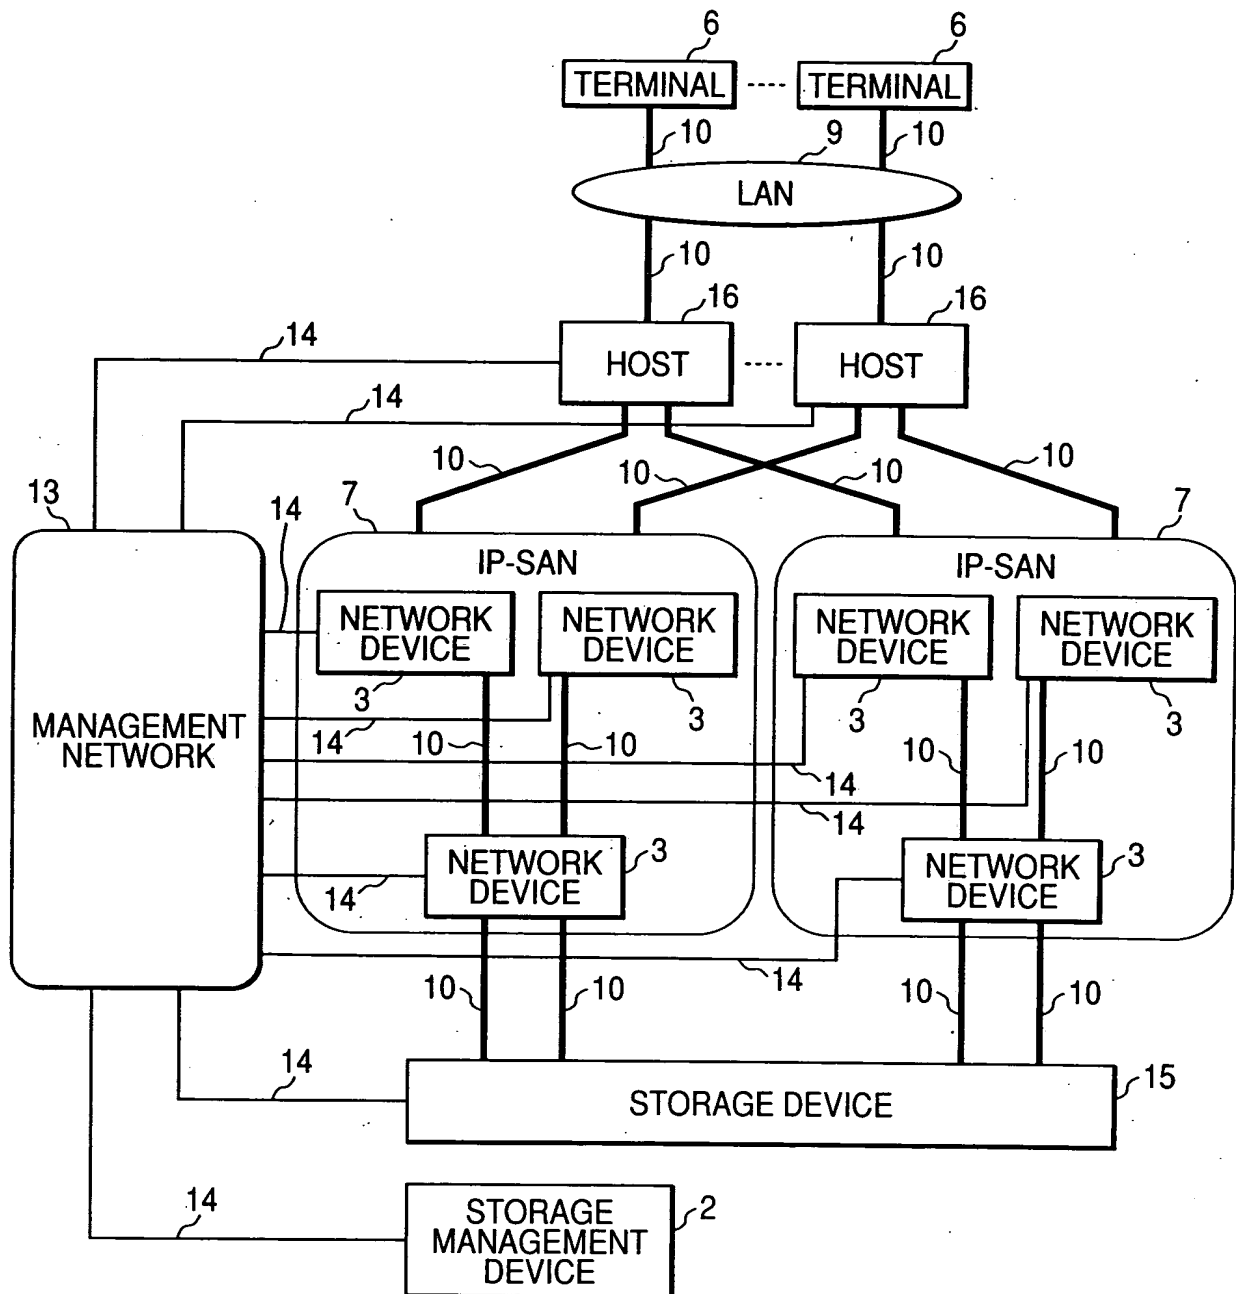 6
6
TERMINAL
TERMINAL
10
9
10
LAN
10
10
16
16
14
HOST
HOST
14
10
10
10
10
13
14
7
7
IP-SAN
IP-SAN
NETWORK
DEVICE
NETWORK
DEVICE
NETWORK
DEVICE
NETWORK
DEVICE
3
3
3
3
MANAGEMENT
NETWORK
14
10
10
10
10
14
14
NETWORK
DEVICE
3
NETWORK
DEVICE
3
14
14
10
10
10
10
14
STORAGE DEVICE
15
14
STORAGE
MANAGEMENT
DEVICE
2